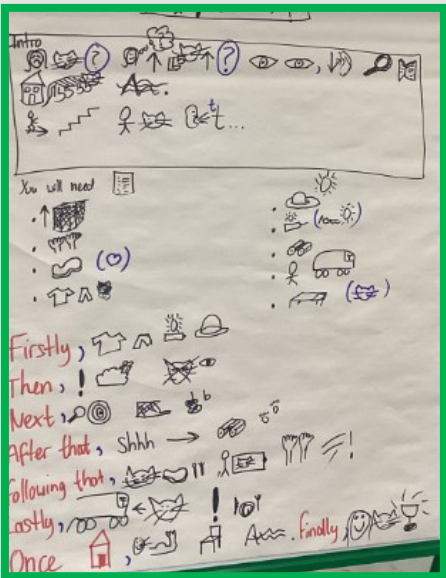 Intro
? ?
t t...
You will need
Firstly,
Then, !
Next,
After that, Shhh
Following that, !
Lastly, !
Once , . Finally,